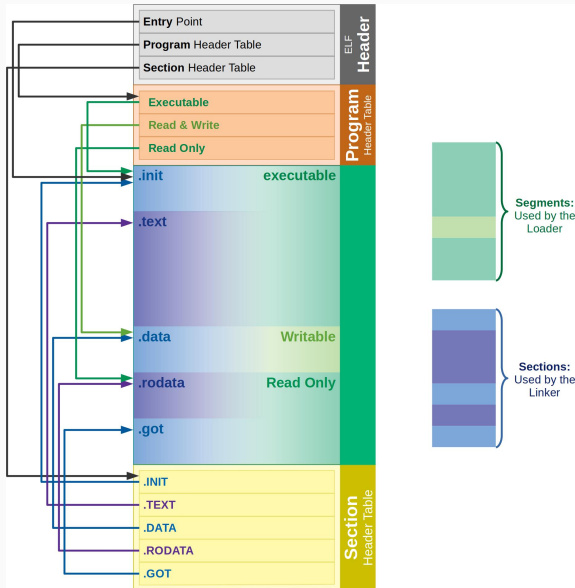 Entry Point
Program Header Table
Section Header Table
ELF
Header
Executable
Read & Write
Read Only
Program
Header Table
.init
executable
.text
.data
Writable
.rodata
Read Only
.got
.INIT
.TEXT
.DATA
.RODATA
.GOT
Section
Header Table
Segments:
Used by the
Loader
Sections:
Used by the
Linker